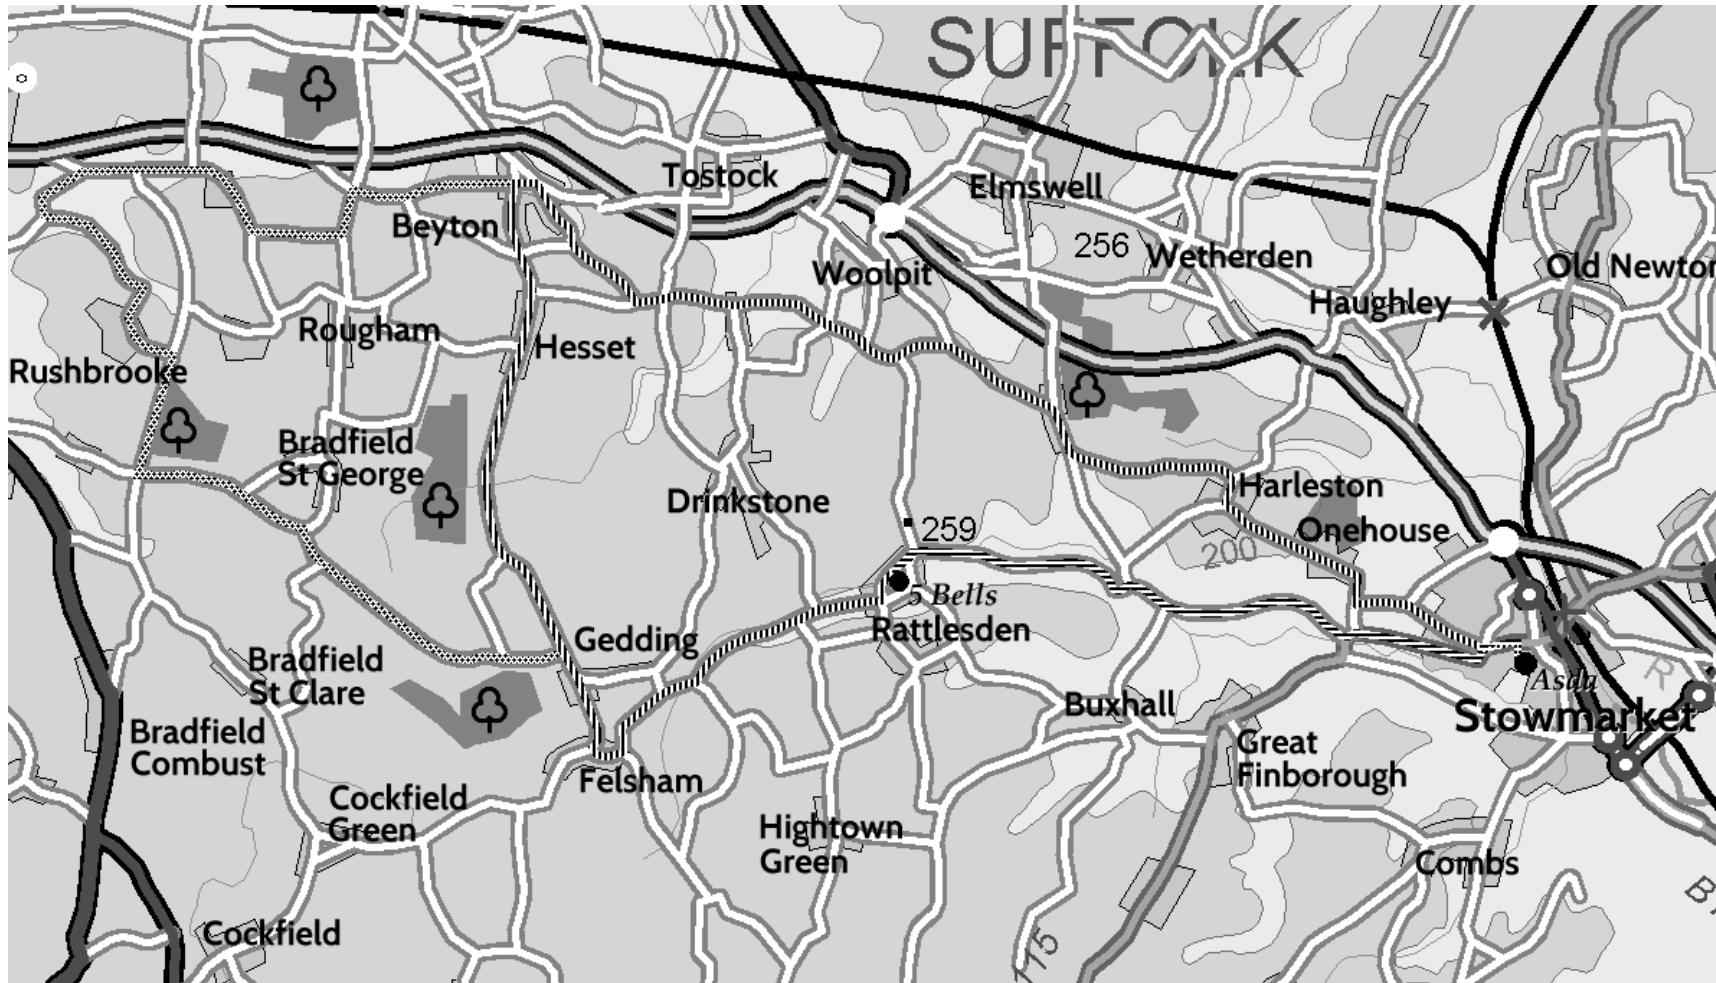 SUFFOLK
Tostock
Elmswell
Beyton
256
Wetherden
Woolpit
Old Newton
Haughley
Rougham
Hesset
Rushbrooke
Bradfield
St George
Drinkstone
Harleston
259
Onehouse
200
5 Bells
Rattlesden
Gedding
Bradfield
St Clare
R
Asda
Buxhall
Stowmarket
Bradfield
Combust
Great
Finborough
Felsham
Cockfield
Green
Hightown
Green
Combs
Cockfield
115